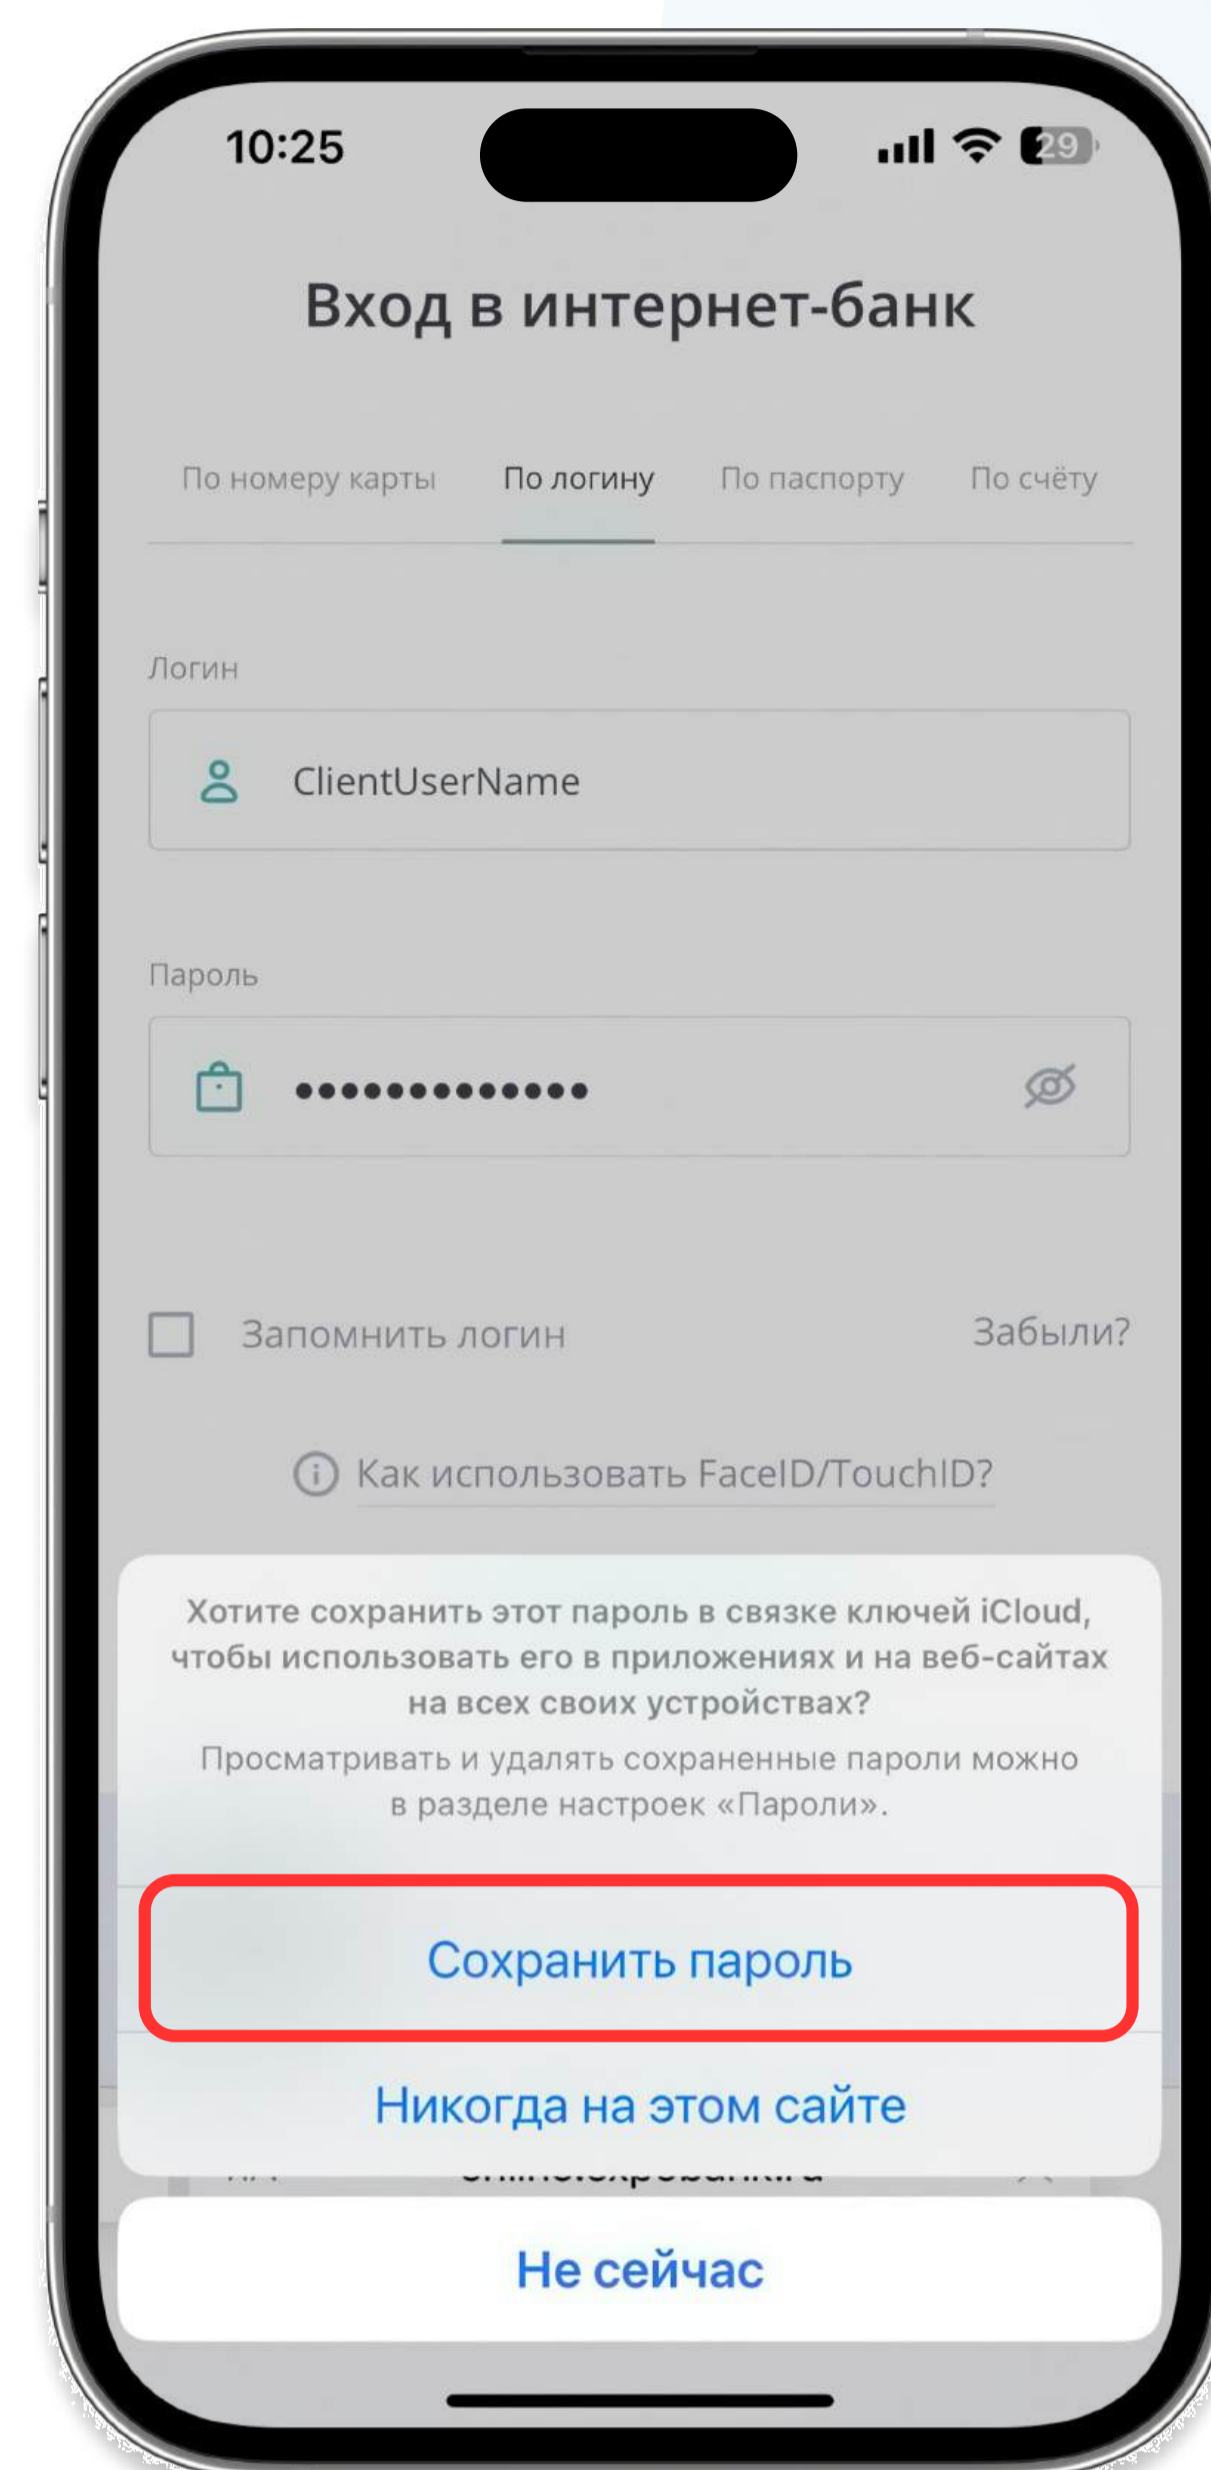 10:25
29
Вход в интернет-банк
По номеру карты По логину По паспорту По счёту
Логин
ClientUserName
Пароль
Запомнить логин Забыли?
Как использовать FaceID/TouchID?
Хотите сохранить этот пароль в связке ключей iCloud,
чтобы использовать его в приложениях и на веб-сайтах
на всех своих устройствах?
Просматривать и удалять сохраненные пароли можно
в разделе настроек «Пароли».
Сохранить пароль
Никогда на этом сайте
Не сейчас